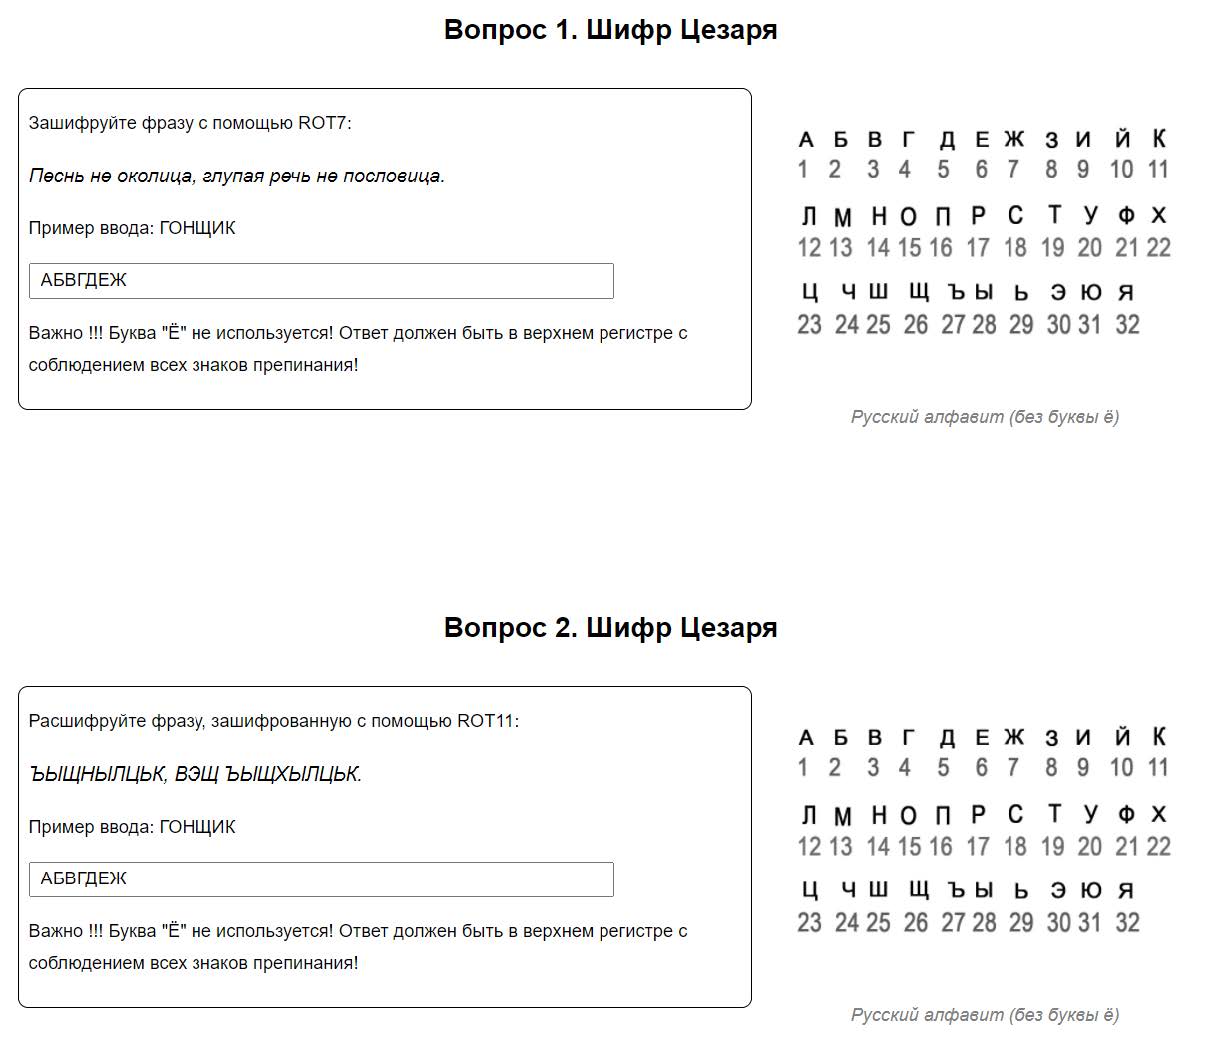 Вопрос 1. Шифр Цезаря
Зашифруйте фразу с помощью ROT7:
Песнь не околица, глупая речь не пословица.
Пример ввода: ГОНЩИК
АБВГДЕЖ
Важно !!! Буква "Ё" не используется! Ответ должен быть в верхнем регистре с
соблюдением всех знаков препинания!
А Б В Г Д Е Ж З И Й К
1 2 3 4 5 6 7 8 9 10 11
Л М Н О П Р С Т У Ф Х
12 13 14 15 16 17 18 19 20 21 22
Ц Ч Ш Щ Ъ Ы Ь Э Ю Я
23 24 25 26 27 28 29 30 31 32
Русский алфавит (без буквы ё)
Вопрос 2. Шифр Цезаря
Расшифруйте фразу, зашифрованную с помощью ROT11:
ЪЫЩНЫЛЦЬК, ВЭЩ ЪЫЩХЫЛЦЬК.
Пример ввода: ГОНЩИК
АБВГДЕЖ
Важно !!! Буква "Ё" не используется! Ответ должен быть в верхнем регистре с
соблюдением всех знаков препинания!
А Б В Г Д Е Ж З И Й К
1 2 3 4 5 6 7 8 9 10 11
Л М Н О П Р С Т У Ф Х
12 13 14 15 16 17 18 19 20 21 22
Ц Ч Ш Щ Ъ Ы Ь Э Ю Я
23 24 25 26 27 28 29 30 31 32
Русский алфавит (без буквы ё)